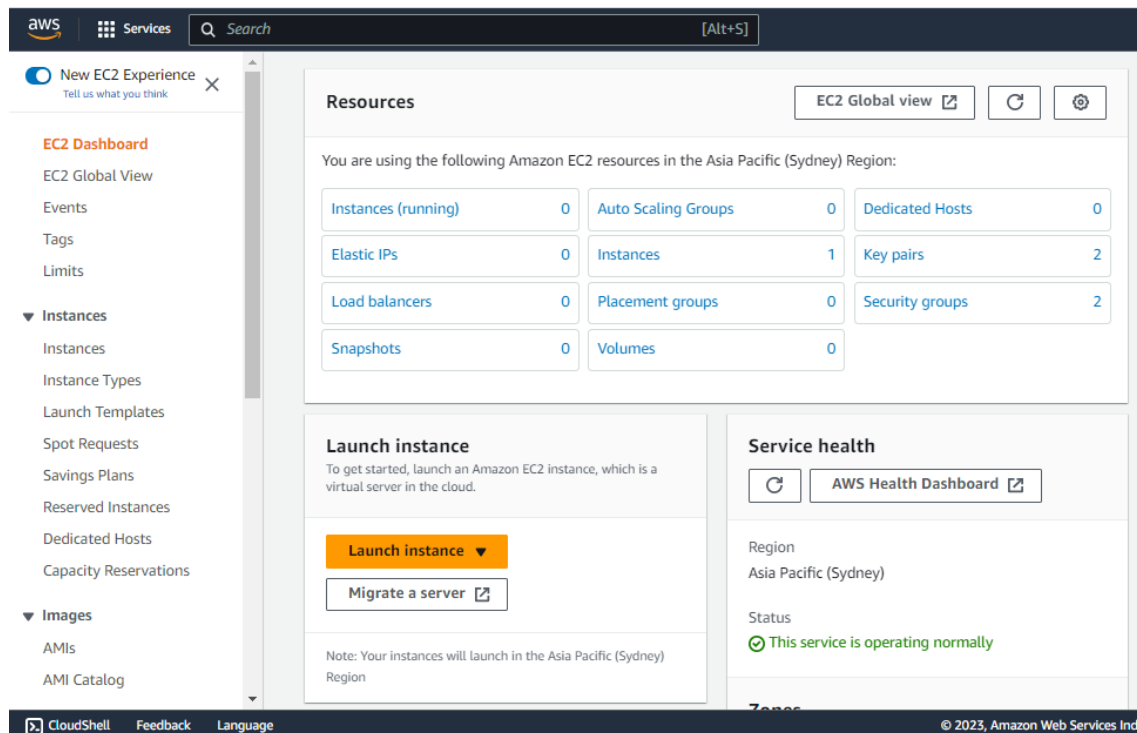 aws Services Search [Alt+S]
New EC2 Experience
Tell us what you think
EC2 Dashboard
EC2 Global View
Events
Tags
Limits
Instances
Instances
Instance Types
Launch Templates
Spot Requests
Savings Plans
Reserved Instances
Dedicated Hosts
Capacity Reservations
Images
AMIs
AMI Catalog
Resources
EC2 Global view
You are using the following Amazon EC2 resources in the Asia Pacific (Sydney) Region:
Instances (running) 0 Auto Scaling Groups 0 Dedicated Hosts 0
Elastic IPs 0 Instances 1 Key pairs 2
Load balancers 0 Placement groups 0 Security groups 2
Snapshots 0 Volumes 0
Launch instance
To get started, launch an Amazon EC2 instance, which is a
virtual server in the cloud.
Launch instance
Migrate a server
Note: Your instances will launch in the Asia Pacific (Sydney)
Region
Service health
AWS Health Dashboard
Region
Asia Pacific (Sydney)
Status
This service is operating normally
Zones
CloudShell Feedback Language © 2023, Amazon Web Services Ind